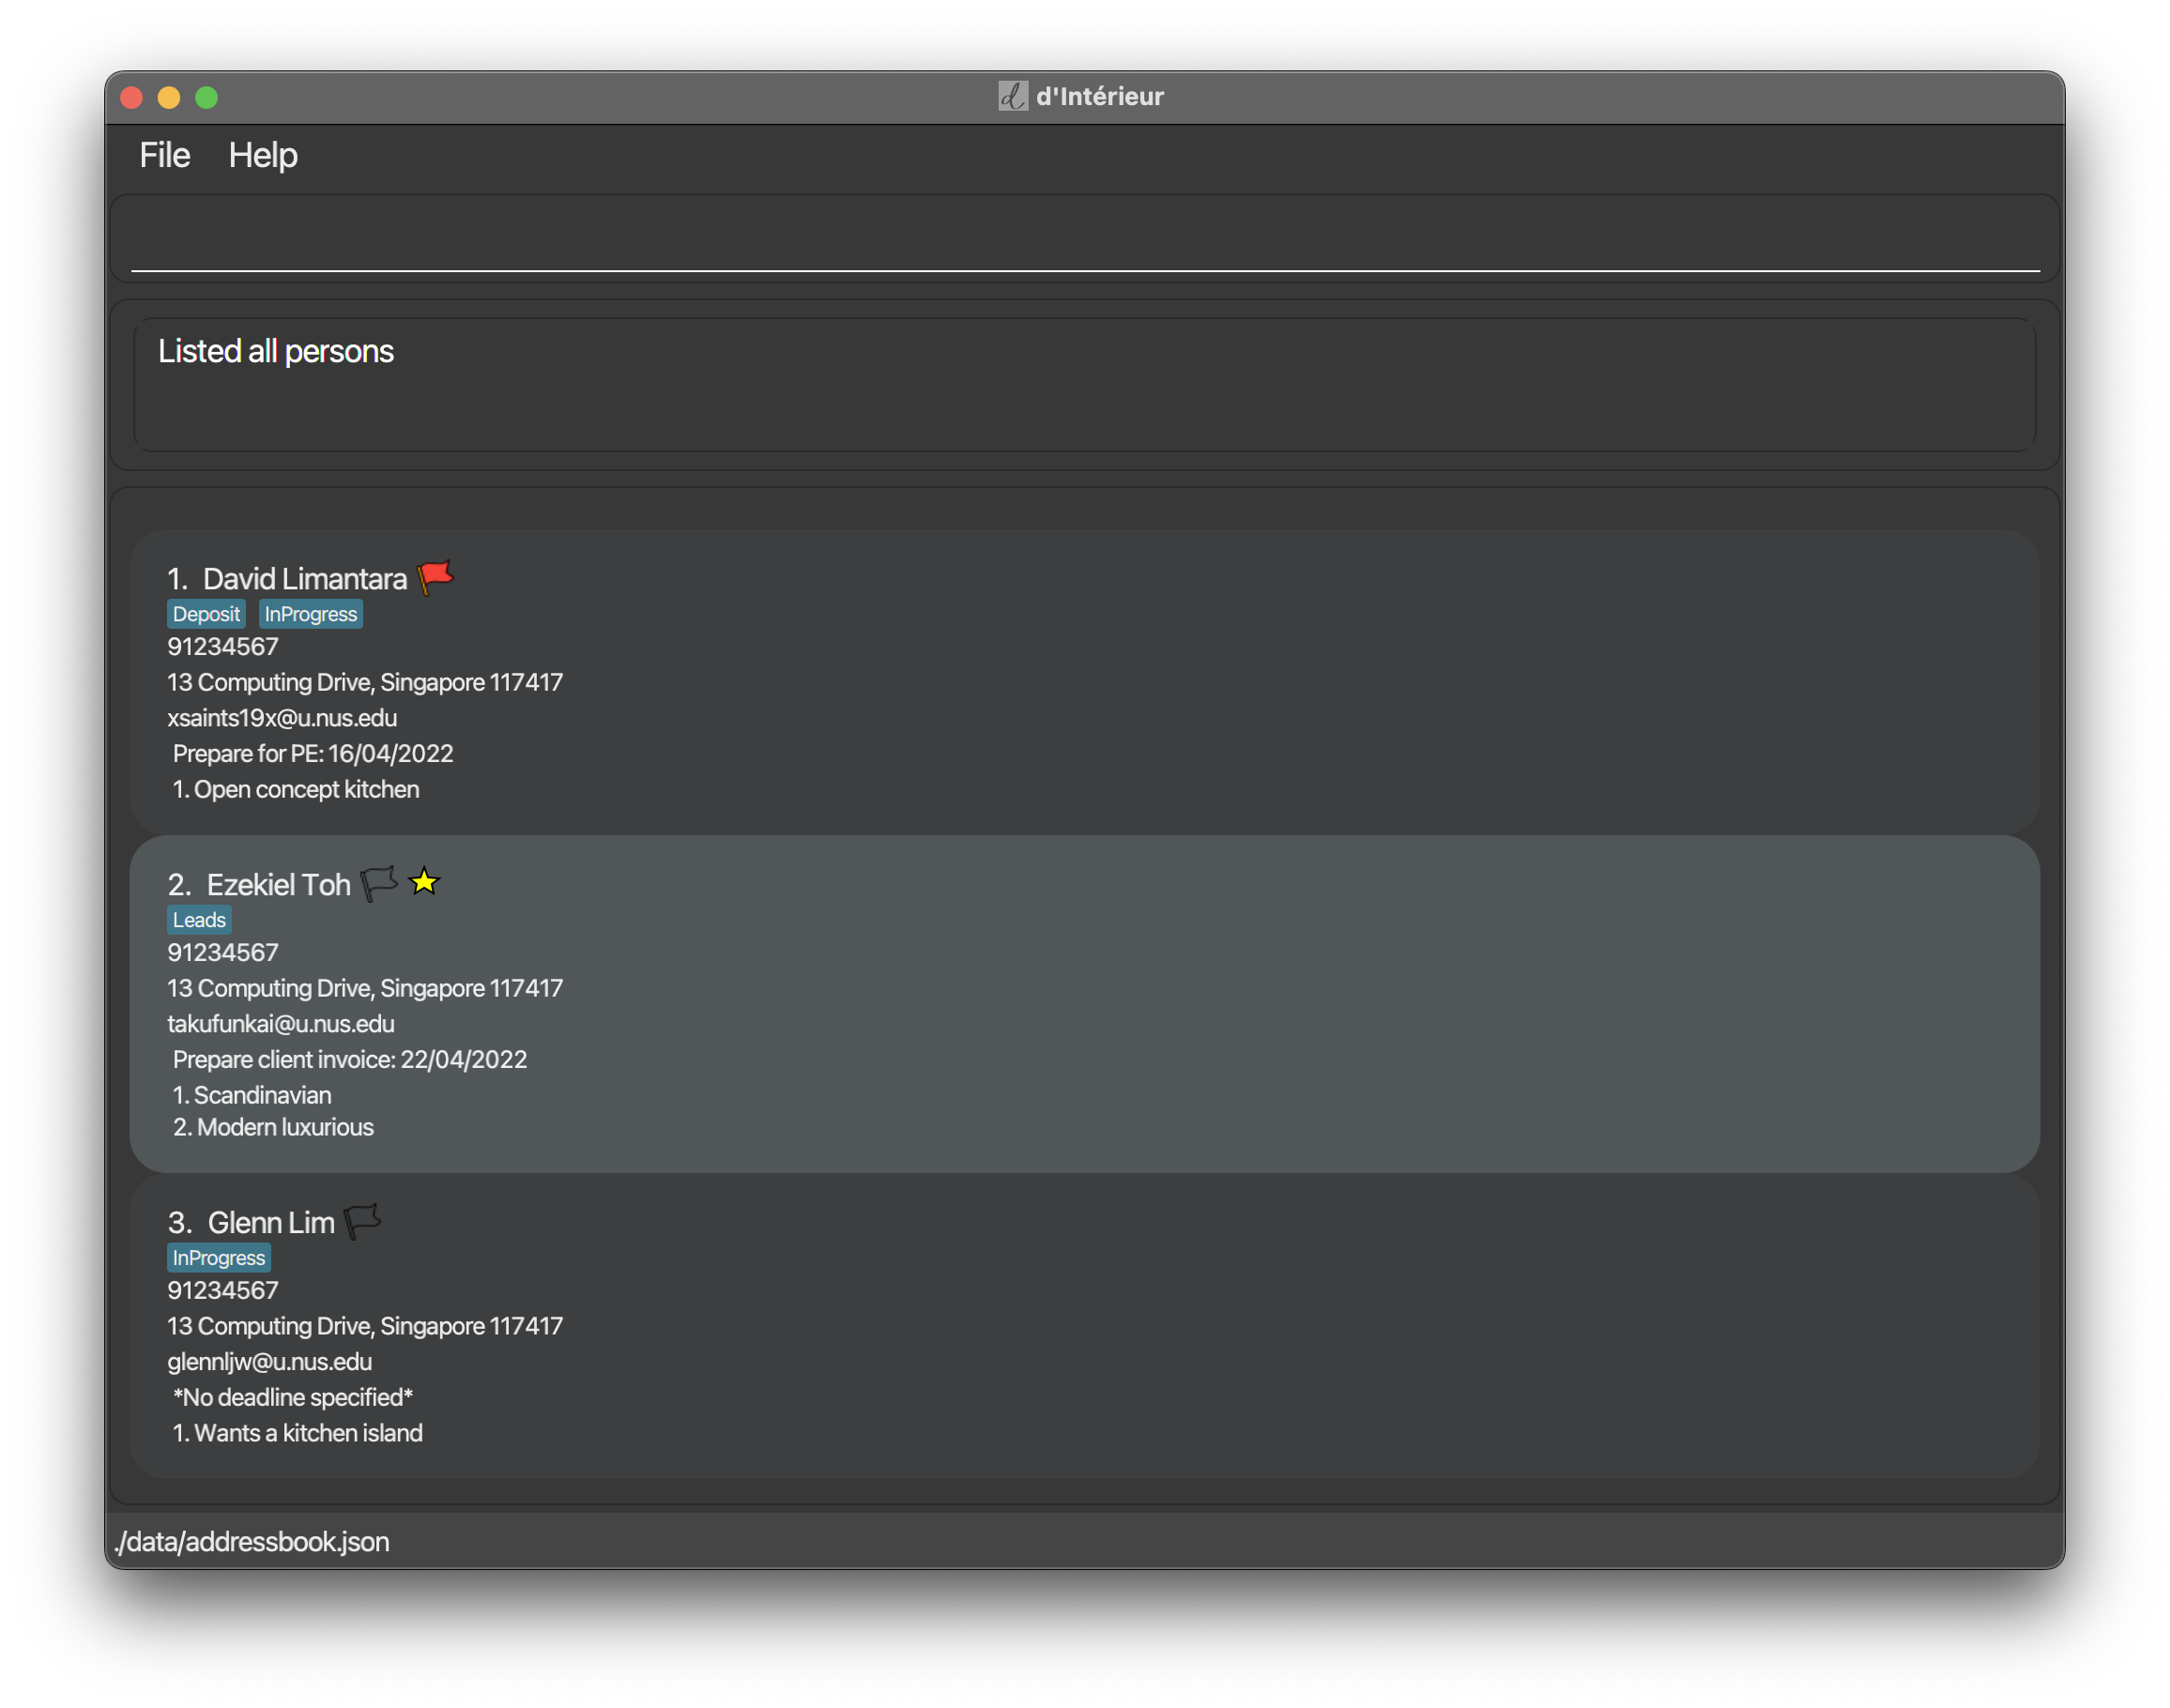 d d'Intérieur
File Help
Listed all persons
1. David Limantara
Deposit InProgress
91234567
13 Computing Drive, Singapore 117417
xsaints19x@u.nus.edu
Prepare for PE: 16/04/2022
1. Open concept kitchen
2. Ezekiel Toh
Leads
91234567
13 Computing Drive, Singapore 117417
takufunkai@u.nus.edu
Prepare client invoice: 22/04/2022
1. Scandinavian
2. Modern luxurious
3. Glenn Lim
InProgress
91234567
13 Computing Drive, Singapore 117417
glennljw@u.nus.edu
*No deadline specified*
1. Wants a kitchen island
./data/addressbook.json